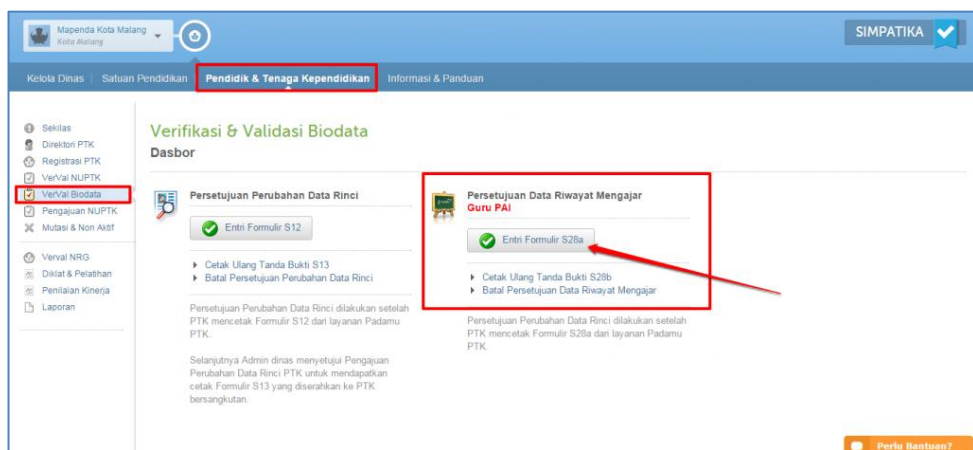 Mapenda Kota Malang
Kota Malang
SIMPATIKA
Kelola Dinas
Satuan Pendidikan
Pendidik & Tenaga Kependidikan
Informasi & Panduan
Sekilas
Direktori PTK
Registrasi PTK
VerVal NUPTK
VerVal Biodata
Pengajuan NUPTK
Mutasi & Non Aktif
Verval NRG
Diklat & Pelatihan
Penilaian Kinerja
Laporan
Verifikasi & Validasi Biodata
Dasbor
Persetujuan Perubahan Data Rinci
Entri Formulir S12
Cetak Ulang Tanda Bukti S13
Batal Persetujuan Perubahan Data Rinci
Persetujuan Perubahan Data Rinci dilakukan setelah
PTK mencetak Formulir S12 dari layanan Padamu
PTK.
Selanjutnya Admin dinas menyetujui Pengajuan
Perubahan Data Rinci PTK untuk mendapatkan
cetak Formulir S13 yang diserahkan ke PTK
bersangkutan.
Persetujuan Data Riwayat Mengajar
Guru PAI
Entri Formulir S28a
Cetak Ulang Tanda Bukti S28b
Batal Persetujuan Data Riwayat Mengajar
Persetujuan Perubahan Data Rinci dilakukan setelah
PTK mencetak Formulir S28a dari layanan Padamu
PTK.
Perlu Bantuan?